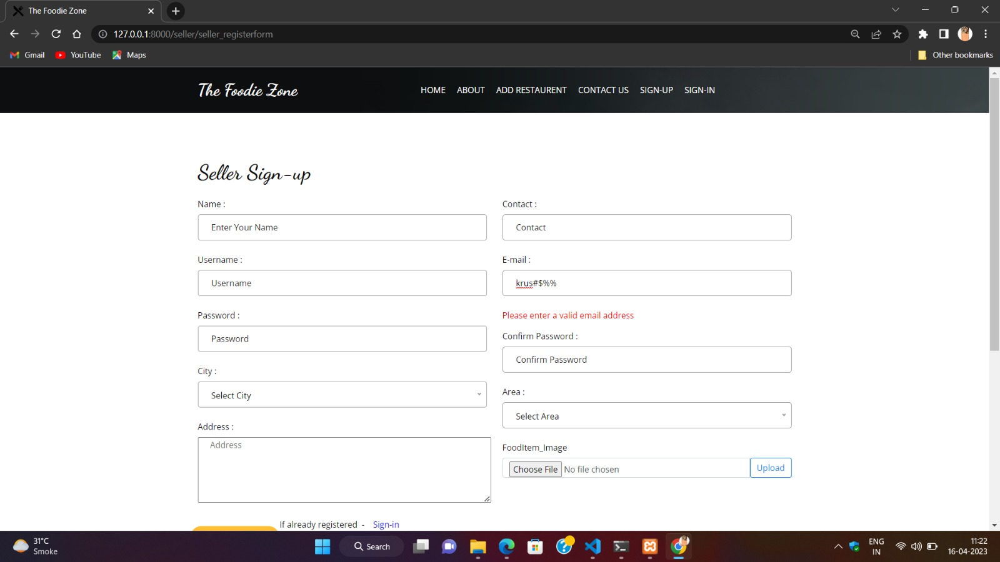 The Foodie Zone
127.0.0.1:8000/seller/seller_registerform
Gmail YouTube Maps Other bookmarks
The Foodie Zone HOME ABOUT ADD RESTAURENT CONTACT US SIGN-UP SIGN-IN
Seller Sign-up
Name : Contact :
Enter Your Name Contact
Username : E-mail :
Username krus#$%%
Password : Please enter a valid email address
Password Confirm Password :
Confirm Password
City : Area :
Select City Select Area
Address : FoodItem_Image
Address Choose File No file chosen Upload
If already registered - Sign-in
31°C
Smoke
Search
ENG
IN
11:22
16-04-2023